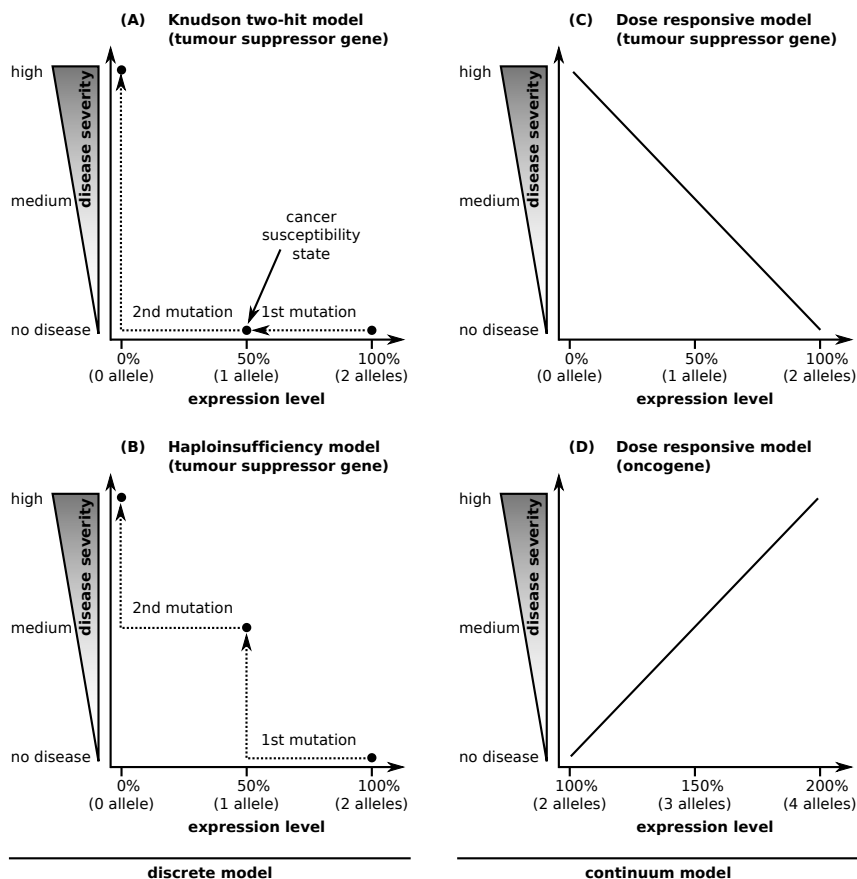 (A) Knudson two-hit model
(tumour suppressor gene)
high
disease severity
medium
no disease
cancer
susceptibility
state
2nd mutation
1st mutation
0% 50% 100%
(0 allele) (1 allele) (2 alleles)
expression level
(C) Dose responsive model
(tumour suppressor gene)
high
disease severity
medium
no disease
0% 50% 100%
(0 allele) (1 allele) (2 alleles)
expression level
(B) Haploinsufficiency model
(tumour suppressor gene)
high
disease severity
2nd mutation
medium
1st mutation
no disease
0% 50% 100%
(0 allele) (1 allele) (2 alleles)
expression level
(D) Dose responsive model
(oncogene)
high
disease severity
medium
no disease
100% 150% 200%
(2 alleles) (3 alleles) (4 alleles)
expression level
discrete model
continuum model